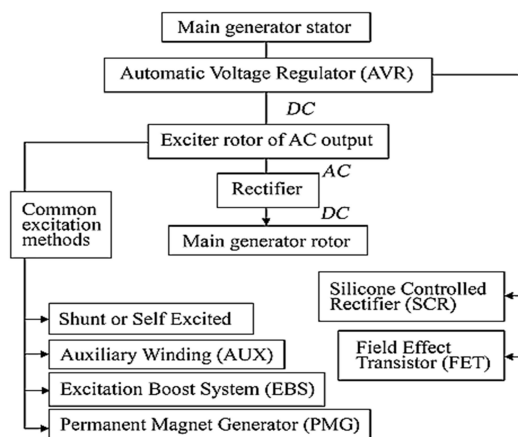 Main generator stator
Automatic Voltage Regulator (AVR)
DC
Exciter rotor of AC output
AC
Rectifier
DC
Main generator rotor
Common
excitation
methods
Shunt or Self Excited
Auxiliary Winding (AUX)
Excitation Boost System (EBS)
Permanent Magnet Generator (PMG)
Silicone Controlled
Rectifier (SCR)
Field Effect
Transistor (FET)